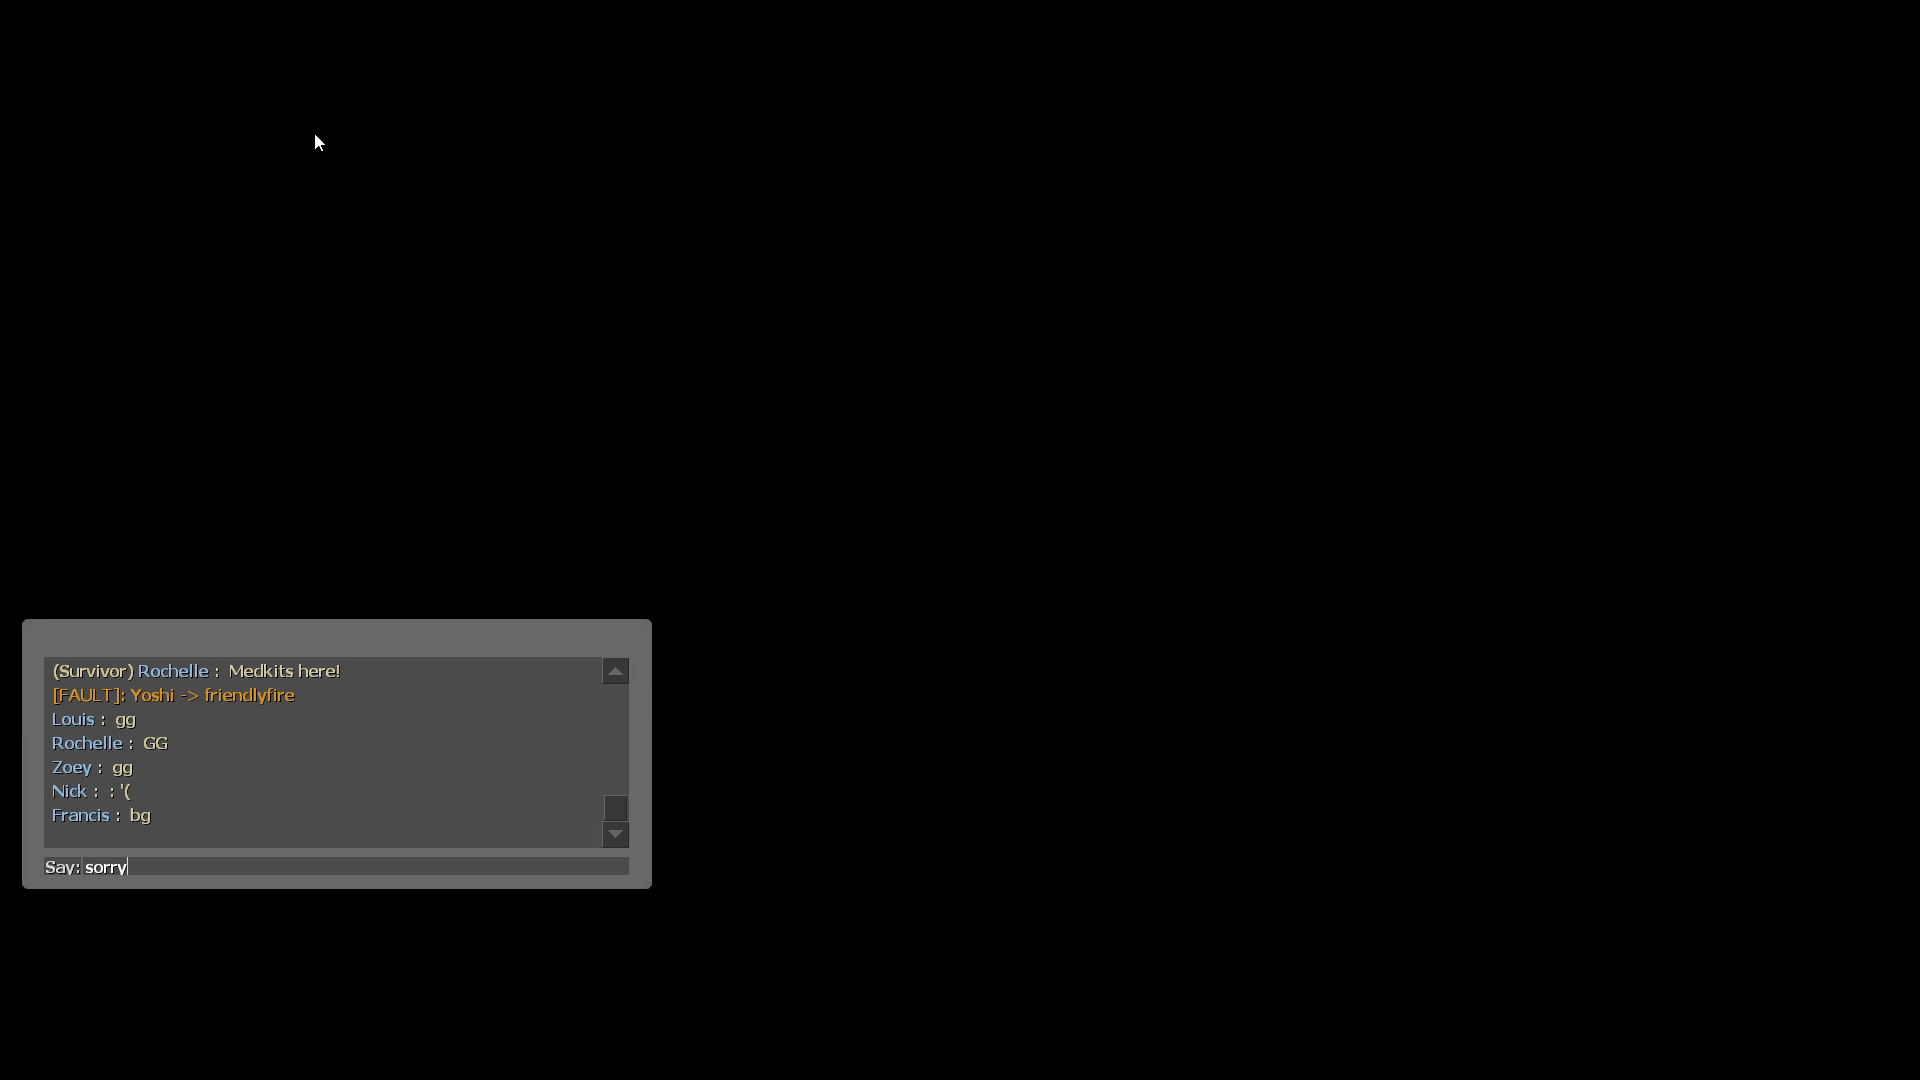 (Survivor) Rochelle :  Medkits here!
[FAULT]: Yoshi -> friendlyfire
Louis :  gg
Rochelle :  GG
Zoey :  gg
Nick :  : '(
Francis :  bg
Say: sorry